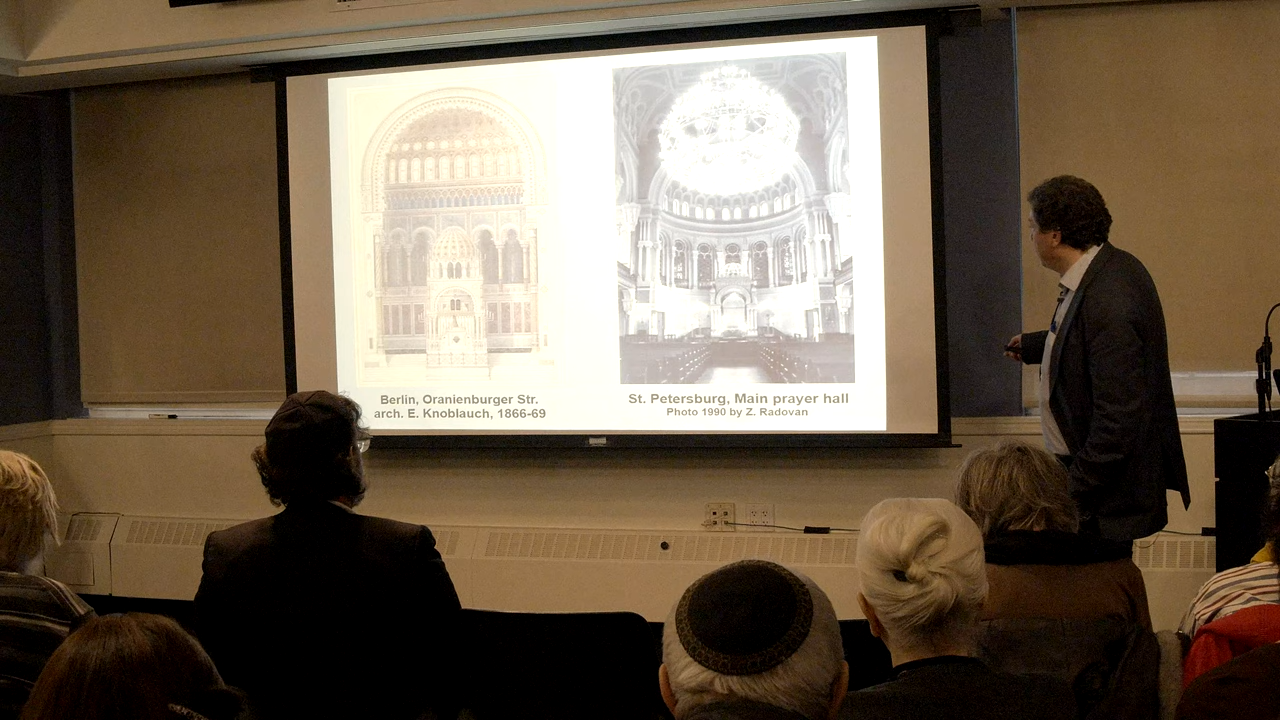 Berlin, Oranienburger Str.
arch. E. Knoblauch, 1866-69
St. Petersburg, Main prayer hall
Photo 1990 by Z. Radovan